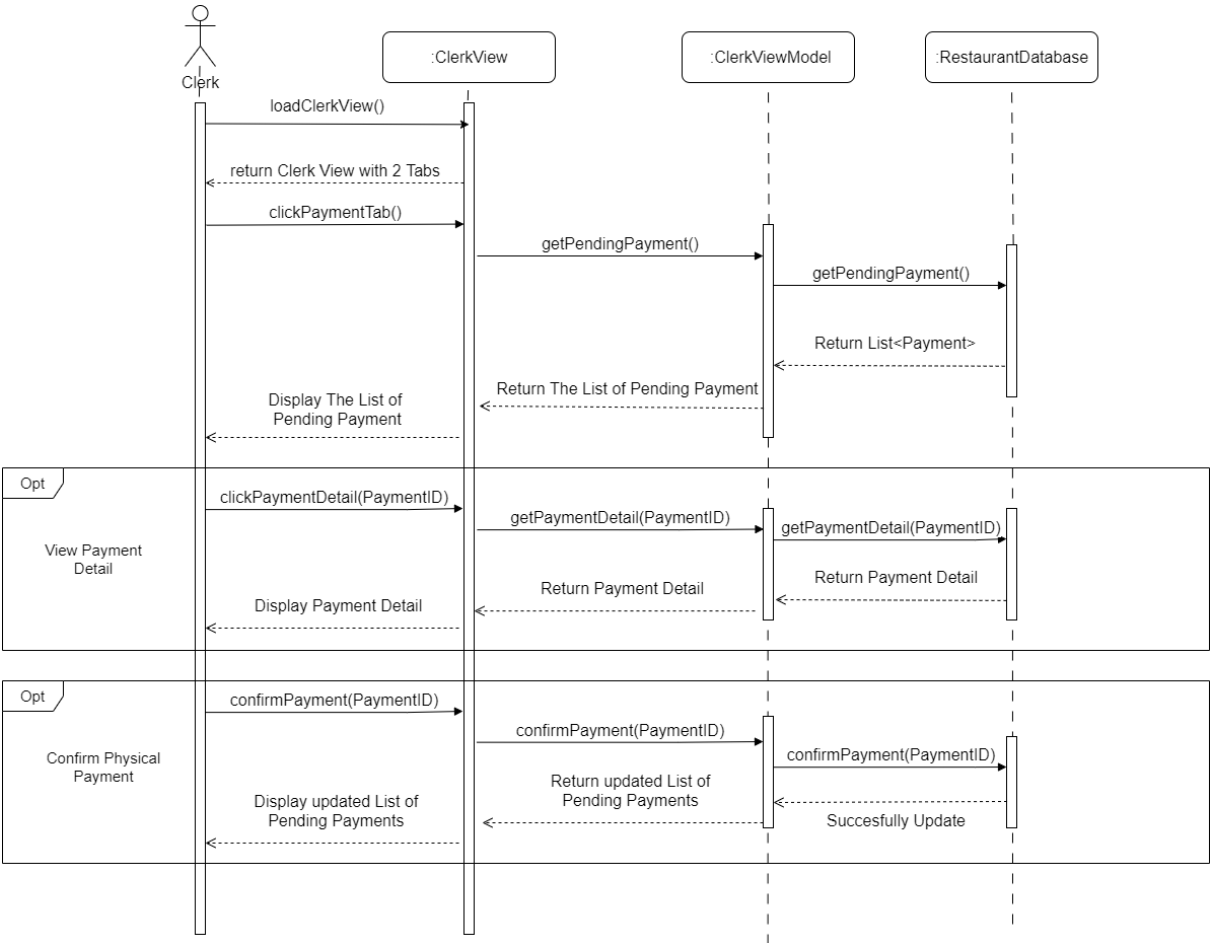 Clerk
:ClerkView
:ClerkViewModel
:RestaurantDatabase
loadClerkView()
return Clerk View with 2 Tabs
clickPaymentTab()
getPendingPayment()
getPendingPayment()
Return List<Payment>
Return The List of Pending Payment
Display The List of
Pending Payment
Opt
View Payment
Detail
clickPaymentDetail(PaymentID)
getPaymentDetail(PaymentID)
getPaymentDetail(PaymentID)
Return Payment Detail
Return Payment Detail
Display Payment Detail
Opt
Confirm Physical
Payment
confirmPayment(PaymentID)
confirmPayment(PaymentID)
confirmPayment(PaymentID)
Succesfully Update
Return updated List of
Pending Payments
Display updated List of
Pending Payments